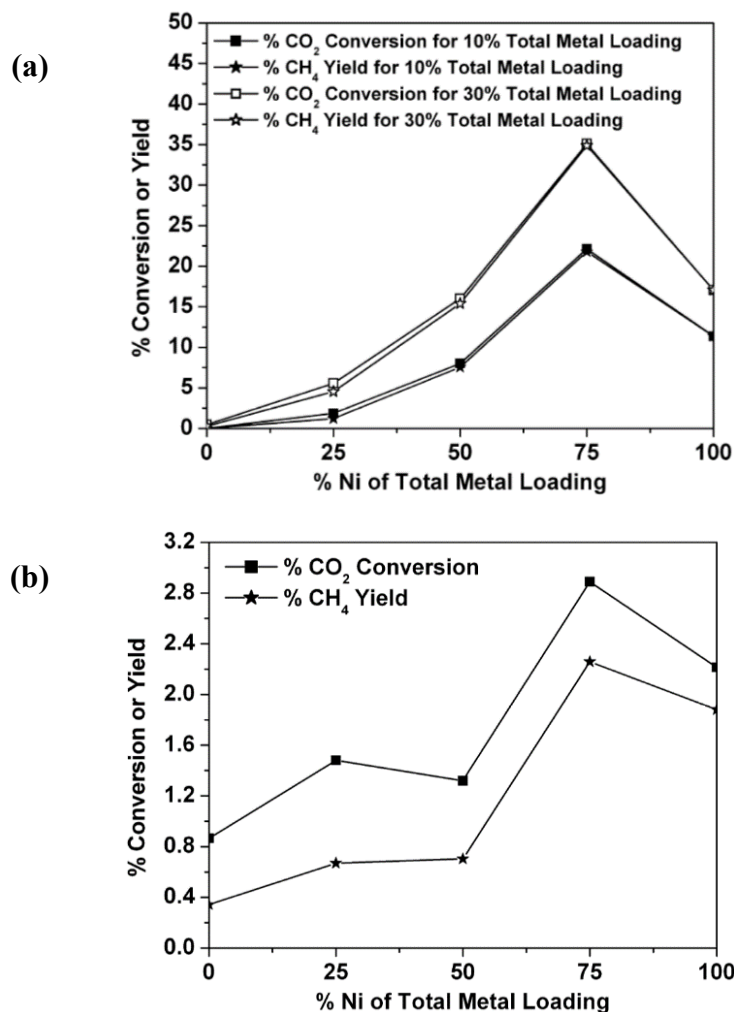 (a)
50
45
40
35
30
25
20
15
10
5
0
% Conversion or Yield
% CO2 Conversion for 10% Total Metal Loading
% CH4 Yield for 10% Total Metal Loading
% CO2 Conversion for 30% Total Metal Loading
% CH4 Yield for 30% Total Metal Loading
0 25 50 75 100
% Ni of Total Metal Loading
(b)
3.2
2.8
2.4
2.0
1.6
1.2
0.8
0.4
0.0
% Conversion or Yield
% CO2 Conversion
% CH4 Yield
0 25 50 75 100
% Ni of Total Metal Loading